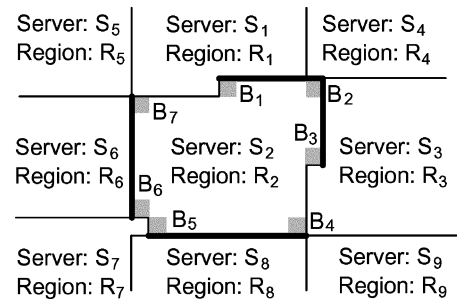 Server: S₅
Region: R₅
Server: S₁
Region: R₁
Server: S₄
Region: R₄
B₁
B₂
B₇
B₃
Server: S₆
Region: R₆
Server: S₂
Region: R₂
Server: S₃
Region: R₃
B₆
B₅
B₄
Server: S₇
Region: R₇
Server: S₈
Region: R₈
Server: S₉
Region: R₉